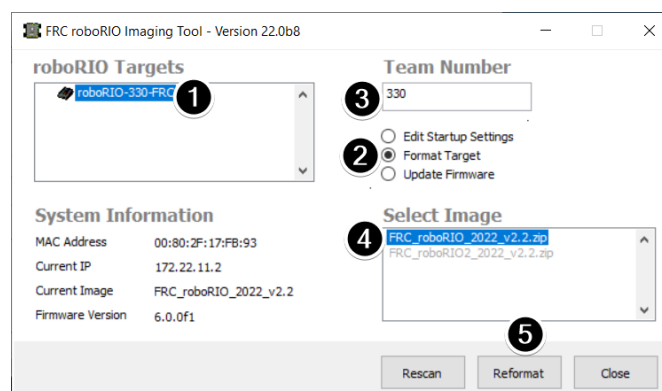 FRC roboRIO Imaging Tool - Version 22.0b8
roboRIO Targets
roboRIO-330-FRC
1
Team Number
3
330
Edit Startup Settings
2
Format Target
Update Firmware
System Information
MAC Address 00:80:2F:17:FB:93
Current IP 172.22.11.2
Current Image FRC_roboRIO_2022_v2.2
Firmware Version 6.0.0f1
Select Image
4
FRC_roboRIO_2022_v2.2.zip
FRC_roboRIO2_2022_v2.2.zip
5
Rescan
Reformat
Close